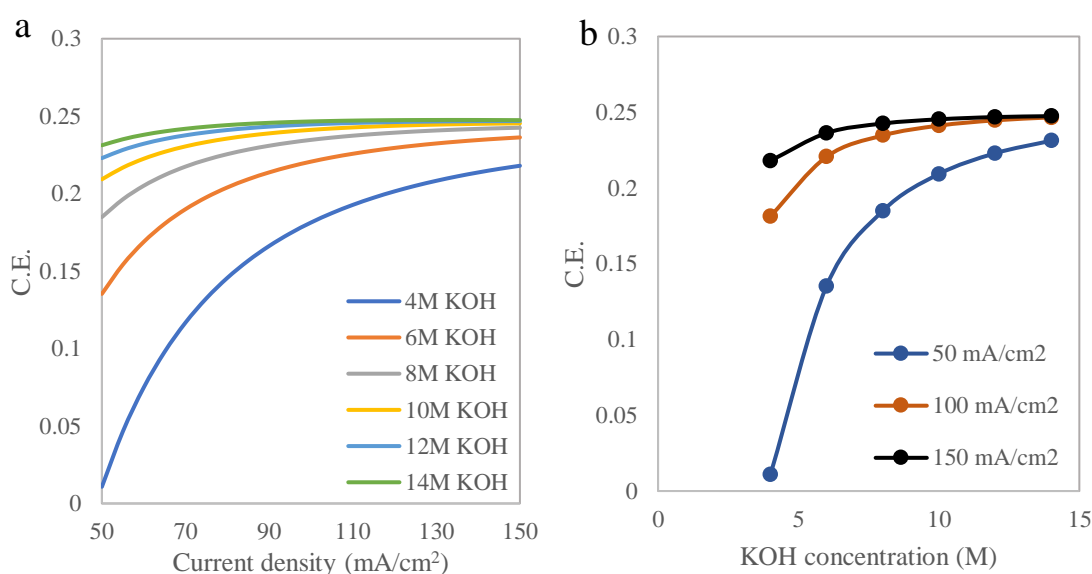 a
0.3
0.25
0.2
0.15
0.1
0.05
0
50
70
90
110
130
150
C.E.
Current density (mA/cm²)
4M KOH
6M KOH
8M KOH
10M KOH
12M KOH
14M KOH
b
0.3
0.25
0.2
0.15
0.1
0.05
0
0
5
10
15
C.E.
KOH concentration (M)
50 mA/cm2
100 mA/cm2
150 mA/cm2